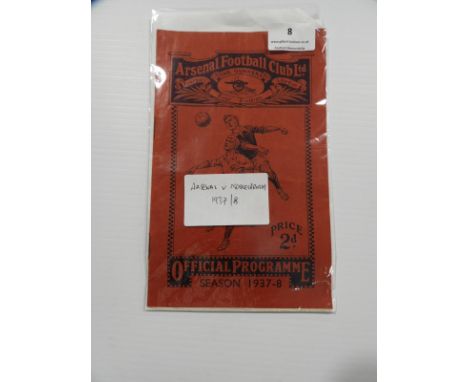 8
Arsenal Football Club Ltd
ARSENAL v MIDDLESBROUGH
1937/8
PRICE
2d.
OFFICIAL PROGRAMME
SEASON 1937-8